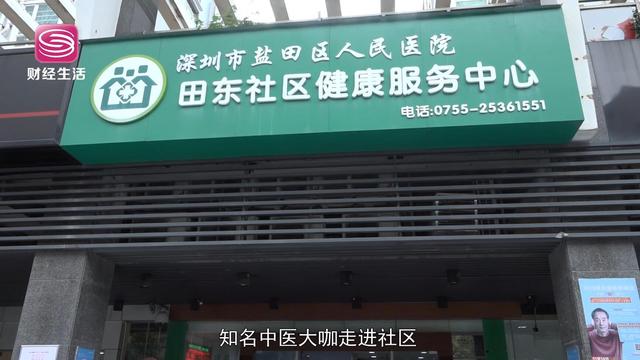 财经生活
深圳市盐田区人民医院
田东社区健康服务中心
电话:0755-25361551
知名中医大咖走进社区